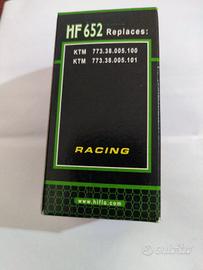 HF652 Replaces:
KTM 773.38.005.100
KTM 773.38.005.101
RACING
www.hiflo.com
subito